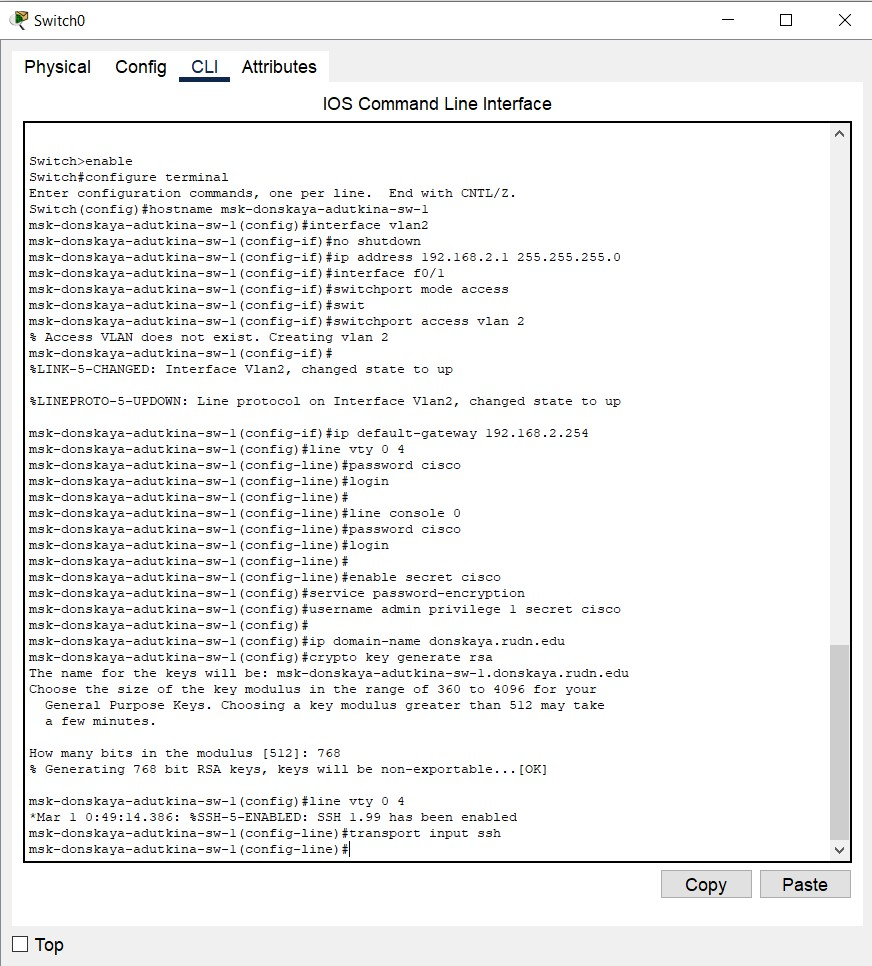 Switch0
Physical Config CLI Attributes
IOS Command Line Interface
Switch>enable
Switch#configure terminal
Enter configuration commands, one per line.  End with CNTL/Z.
Switch(config)#hostname msk-donskaya-adutkina-sw-1
msk-donskaya-adutkina-sw-1(config)#interface vlan2
msk-donskaya-adutkina-sw-1(config-if)#no shutdown
msk-donskaya-adutkina-sw-1(config-if)#ip address 192.168.2.1 255.255.255.0
msk-donskaya-adutkina-sw-1(config-if)#interface f0/1
msk-donskaya-adutkina-sw-1(config-if)#switchport mode access
msk-donskaya-adutkina-sw-1(config-if)#swit
msk-donskaya-adutkina-sw-1(config-if)#switchport access vlan 2
% Access VLAN does not exist. Creating vlan 2
msk-donskaya-adutkina-sw-1(config-if)#
%LINK-5-CHANGED: Interface Vlan2, changed state to up
%LINEPROTO-5-UPDOWN: Line protocol on Interface Vlan2, changed state to up
msk-donskaya-adutkina-sw-1(config-if)#ip default-gateway 192.168.2.254
msk-donskaya-adutkina-sw-1(config)#line vty 0 4
msk-donskaya-adutkina-sw-1(config-line)#password cisco
msk-donskaya-adutkina-sw-1(config-line)#login
msk-donskaya-adutkina-sw-1(config-line)#
msk-donskaya-adutkina-sw-1(config-line)#line console 0
msk-donskaya-adutkina-sw-1(config-line)#password cisco
msk-donskaya-adutkina-sw-1(config-line)#login
msk-donskaya-adutkina-sw-1(config-line)#
msk-donskaya-adutkina-sw-1(config-line)#enable secret cisco
msk-donskaya-adutkina-sw-1(config)#service password-encryption
msk-donskaya-adutkina-sw-1(config)#username admin privilege 1 secret cisco
msk-donskaya-adutkina-sw-1(config)#
msk-donskaya-adutkina-sw-1(config)#ip domain-name donskaya.rudn.edu
msk-donskaya-adutkina-sw-1(config)#crypto key generate rsa
The name for the keys will be: msk-donskaya-adutkina-sw-1.donskaya.rudn.edu
Choose the size of the key modulus in the range of 360 to 4096 for your
  General Purpose Keys. Choosing a key modulus greater than 512 may take
  a few minutes.
How many bits in the modulus [512]: 768
% Generating 768 bit RSA keys, keys will be non-exportable...[OK]
msk-donskaya-adutkina-sw-1(config)#line vty 0 4
*Mar 1 0:49:14.386: %SSH-5-ENABLED: SSH 1.99 has been enabled
msk-donskaya-adutkina-sw-1(config-line)#transport input ssh
msk-donskaya-adutkina-sw-1(config-line)#
Copy Paste
Top